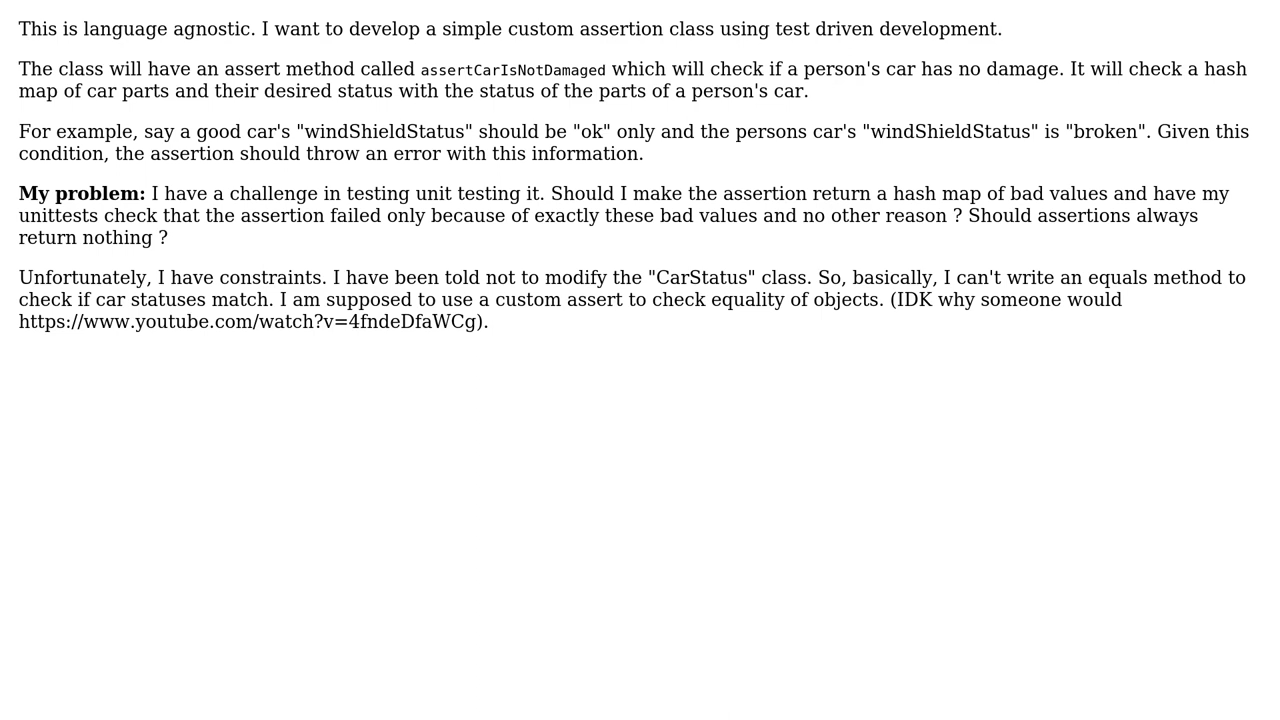 This is language agnostic. I want to develop a simple custom assertion class using test driven development.
The class will have an assert method called assertCarIsNotDamaged which will check if a person's car has no damage. It will check a hash
map of car parts and their desired status with the status of the parts of a person's car.
For example, say a good car's "windShieldStatus" should be "ok" only and the persons car's "windShieldStatus" is "broken". Given this
condition, the assertion should throw an error with this information.
My problem: I have a challenge in testing unit testing it. Should I make the assertion return a hash map of bad values and have my
unittests check that the assertion failed only because of exactly these bad values and no other reason ? Should assertions always
return nothing ?
Unfortunately, I have constraints. I have been told not to modify the "CarStatus" class. So, basically, I can't write an equals method to
check if car statuses match. I am supposed to use a custom assert to check equality of objects. (IDK why someone would
https://www.youtube.com/watch?v=4fndeDfaWCg).